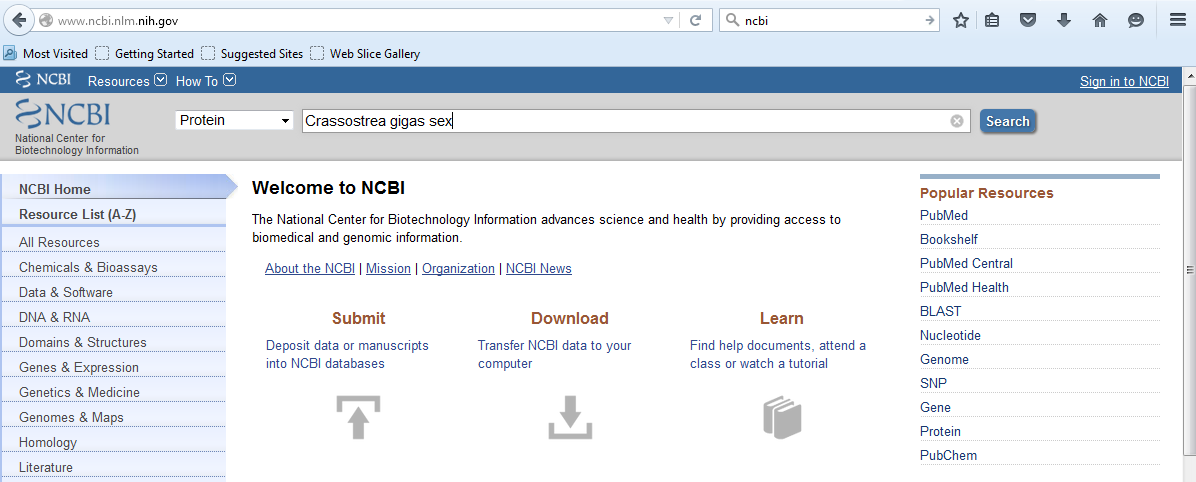 www.ncbi.nlm.nih.gov
ncbi
Most Visited Getting Started Suggested Sites Web Slice Gallery
NCBI Resources How To Sign in to NCBI
NCBI
National Center for
Biotechnology Information
Protein
Crassostrea gigas sex
Search
NCBI Home
Resource List (A-Z)
All Resources
Chemicals & Bioassays
Data & Software
DNA & RNA
Domains & Structures
Genes & Expression
Genetics & Medicine
Genomes & Maps
Homology
Literature
Welcome to NCBI
The National Center for Biotechnology Information advances science and health by providing access to
biomedical and genomic information.
About the NCBI | Mission | Organization | NCBI News
Submit
Deposit data or manuscripts
into NCBI databases
Download
Transfer NCBI data to your
computer
Learn
Find help documents, attend a
class or watch a tutorial
Popular Resources
PubMed
Bookshelf
PubMed Central
PubMed Health
BLAST
Nucleotide
Genome
SNP
Gene
Protein
PubChem